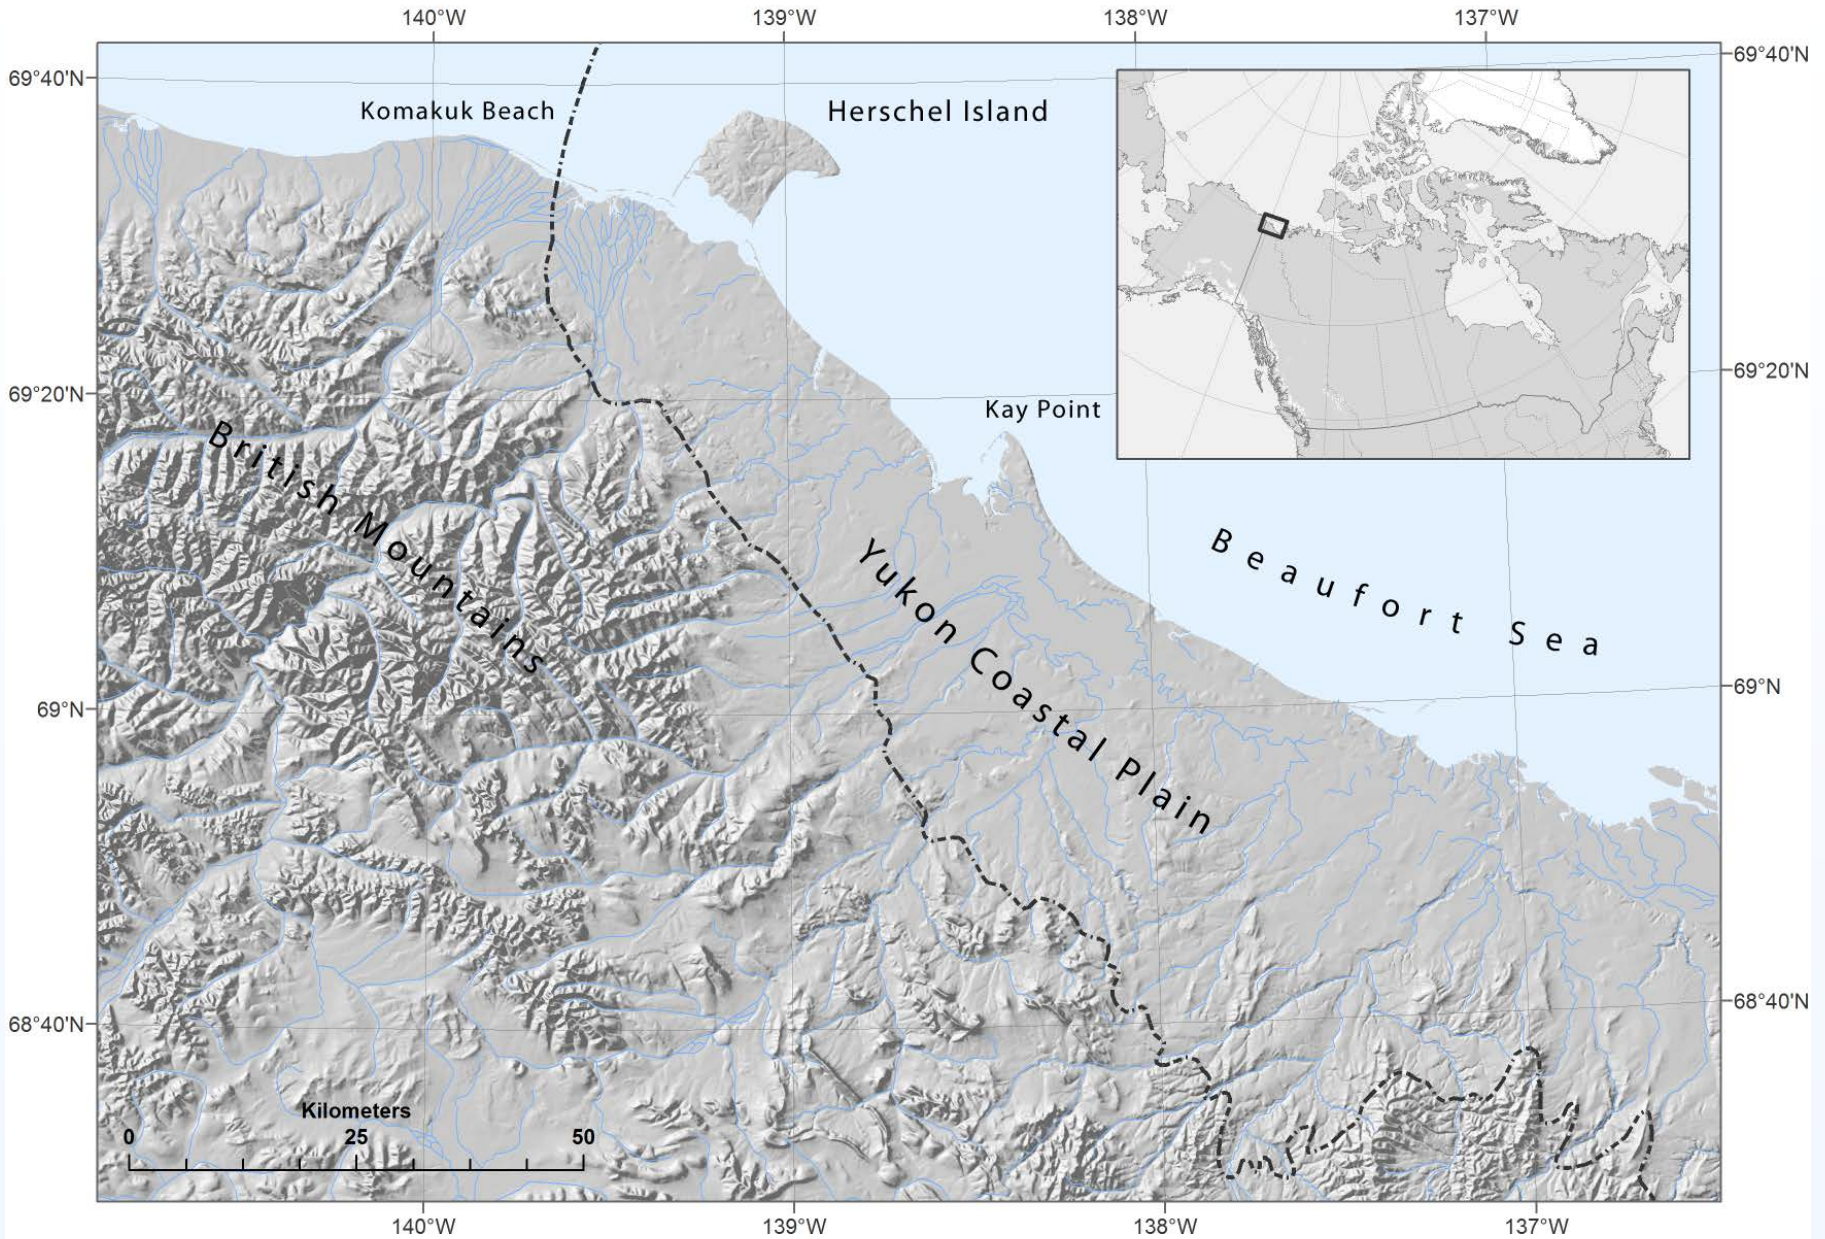 140°W 139°W 138°W 137°W
69°40'N 69°40'N
Komakuk Beach Herschel Island
69°20'N 69°20'N
Kay Point
British Mountains
Yukon Coastal Plain
Beaufort Sea
69°N 69°N
68°40'N 68°40'N
Kilometers
0 25 50
140°W 139°W 138°W 137°W